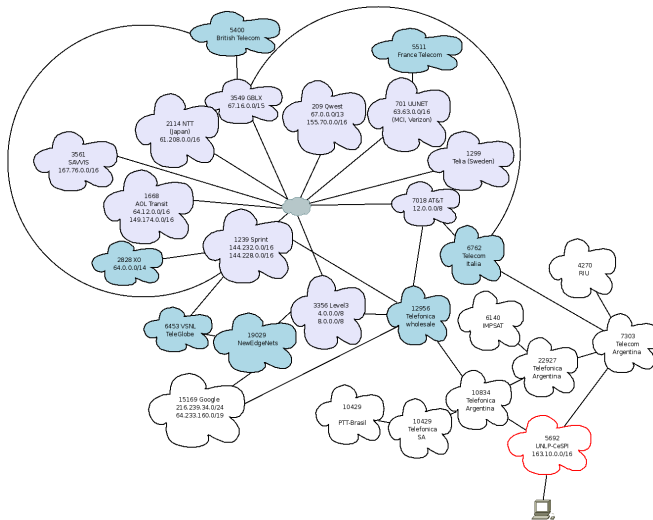 5400
British Telecom
5511
France Telecom
3549 GBLX
67.16.0.0/15
209 Qwest
67.0.0.0/13
155.70.0.0/16
701 UUNET
63.63.0.0/16
(MCI, Verizon)
2114 NTT
(Japan)
61.208.0.0/16
3561
SAVVIS
167.76.0.0/16
1299
Telia (Sweden)
1668
AOL Transit
64.12.0.0/16
149.174.0.0/16
7018 AT&T
12.0.0.0/8
1239 Sprint
144.232.0.0/16
144.228.0.0/16
6762
Telecom
Italia
2828 XO
64.0.0.0/14
4270
RIU
3356 Level3
4.0.0.0/8
8.0.0.0/8
12956
Telefonica
wholesale
6140
IMPSAT
6453 VSNL
TeleGlobe
19029
NewEdgeNets
7303
Telecom
Argentina
22927
Telefonica
Argentina
15169 Google
216.239.34.0/24
64.233.160.0/19
10834
Telefonica
Argentina
10429
PTT-Brasil
10429
Telefonica
SA
5692
UNLP-CeSPI
163.10.0.0/16